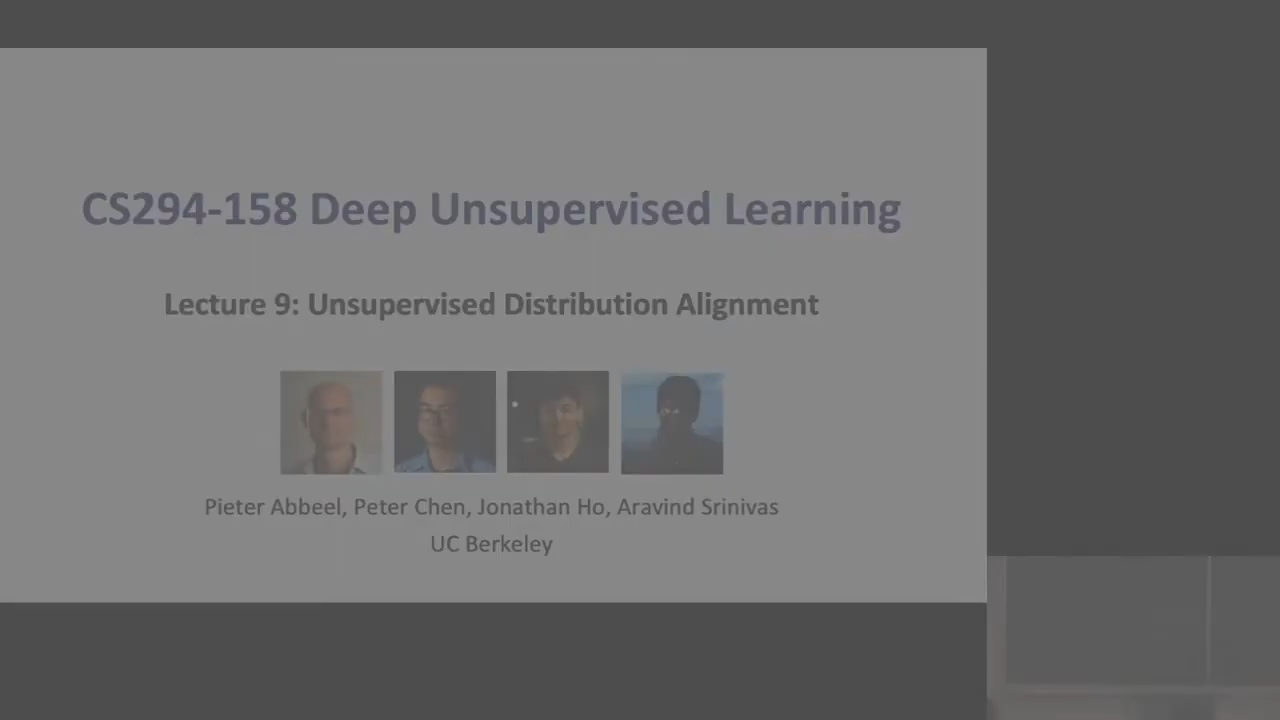 CS294-158 Deep Unsupervised Learning
Lecture 9: Unsupervised Distribution Alignment
Pieter Abbeel, Peter Chen, Jonathan Ho, Aravind Srinivas
UC Berkeley